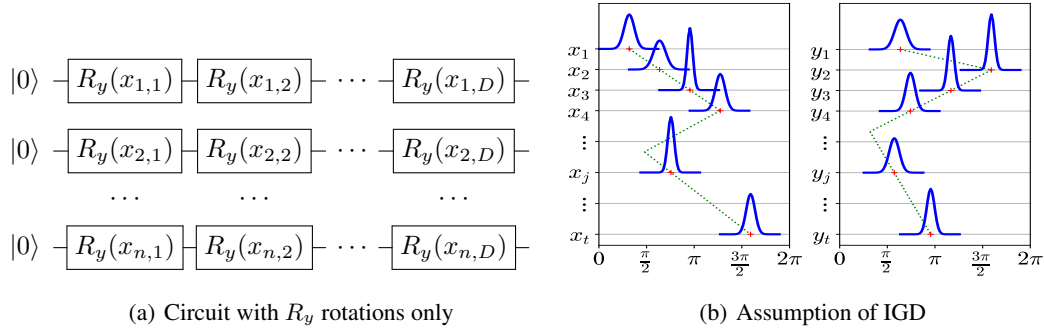 |0⟩ R_y(x_{1,1}) R_y(x_{1,2}) ⋯ R_y(x_{1,D})
|0⟩ R_y(x_{2,1}) R_y(x_{2,2}) ⋯ R_y(x_{2,D})
⋯ ⋯ ⋯
|0⟩ R_y(x_{n,1}) R_y(x_{n,2}) ⋯ R_y(x_{n,D})
(a) Circuit with R_y rotations only
x_1
x_2
x_3
x_4
⋮
x_j
⋮
x_t
0 π/2 π 3π/2 2π
y_1
y_2
y_3
y_4
⋮
y_j
⋮
y_t
0 π/2 π 3π/2 2π
(b) Assumption of IGD